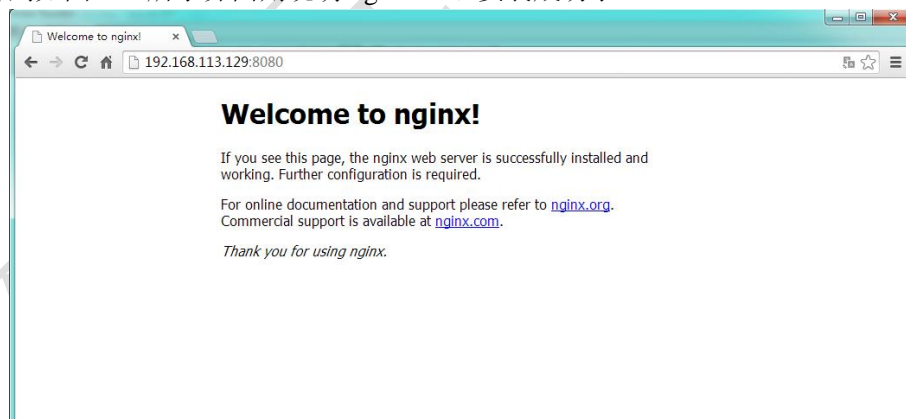 Welcome to nginx!
192.168.113.129:8080
Welcome to nginx!
If you see this page, the nginx web server is successfully installed and
working. Further configuration is required.
For online documentation and support please refer to nginx.org.
Commercial support is available at nginx.com.
Thank you for using nginx.